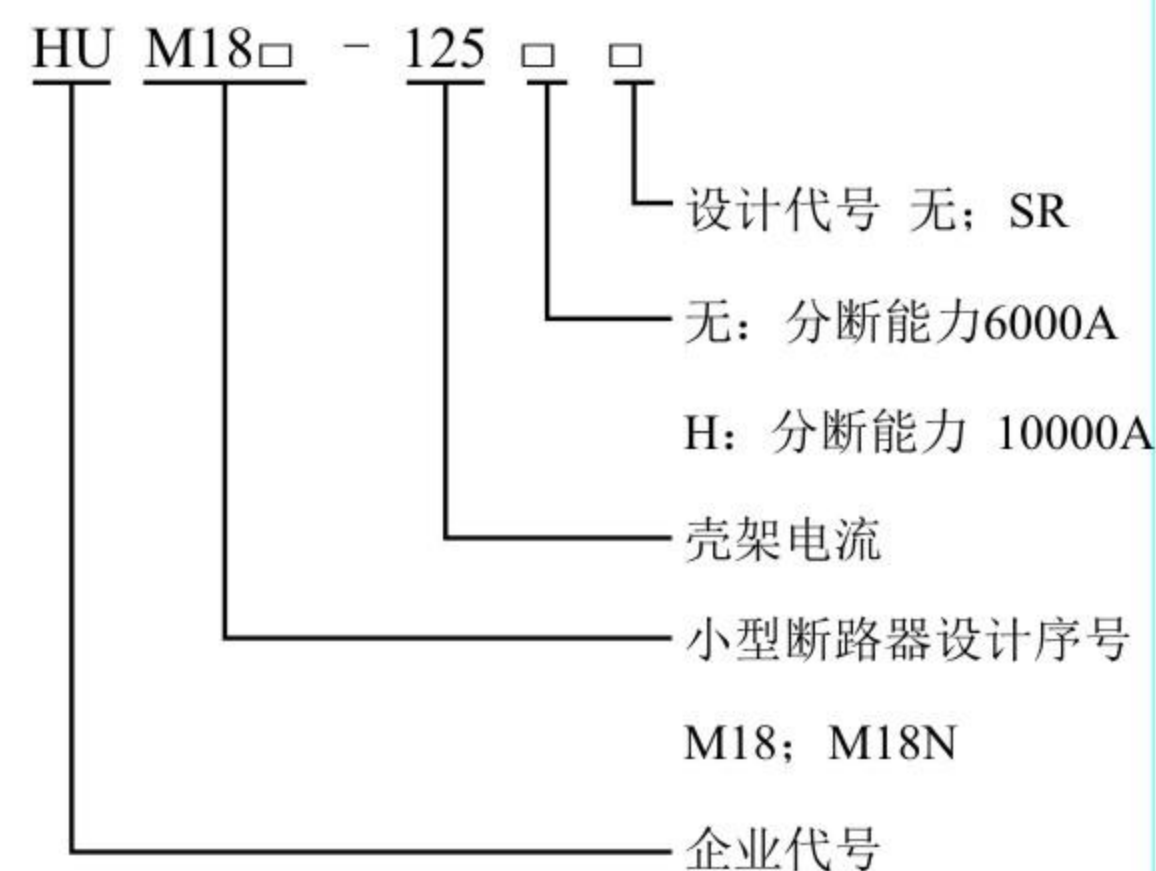 HU M18□ - 125 □ □
设计代号 无；SR
无：分断能力6000A
H：分断能力 10000A
壳架电流
小型断路器设计序号
M18；M18N
企业代号